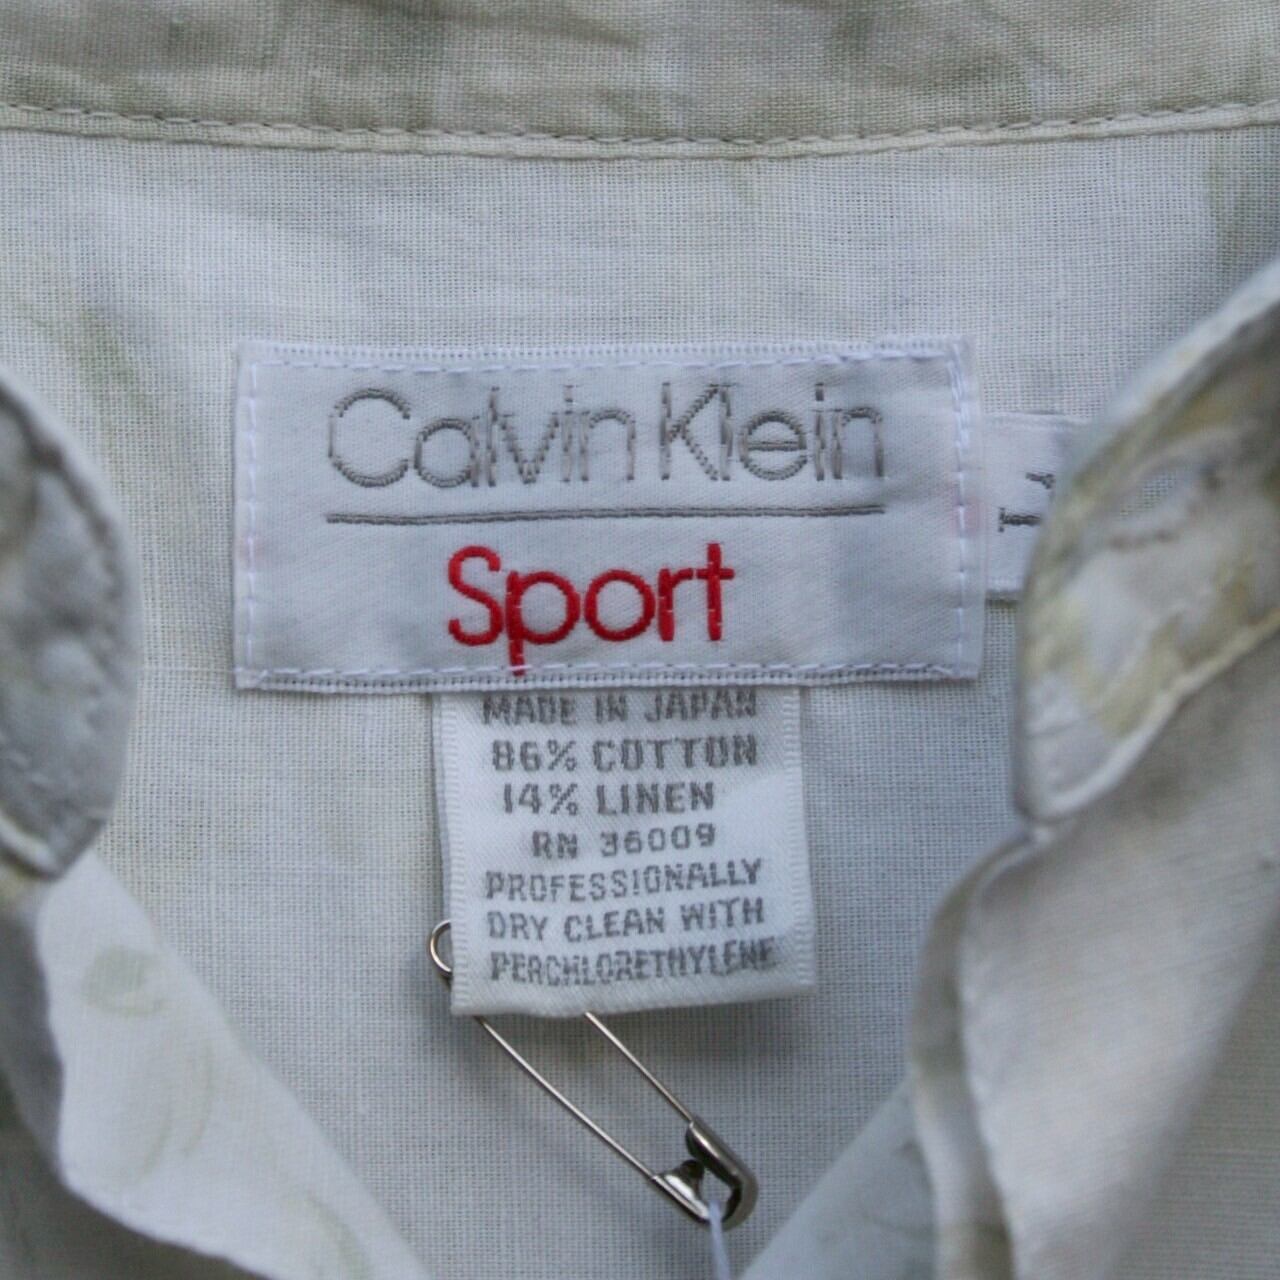 Calvin Klein
Sport
MADE IN JAPAN
86% COTTON
14% LINEN
RN 36009
PROFESSIONALLY
DRY CLEAN WITH
PERCHLORETHYLENE